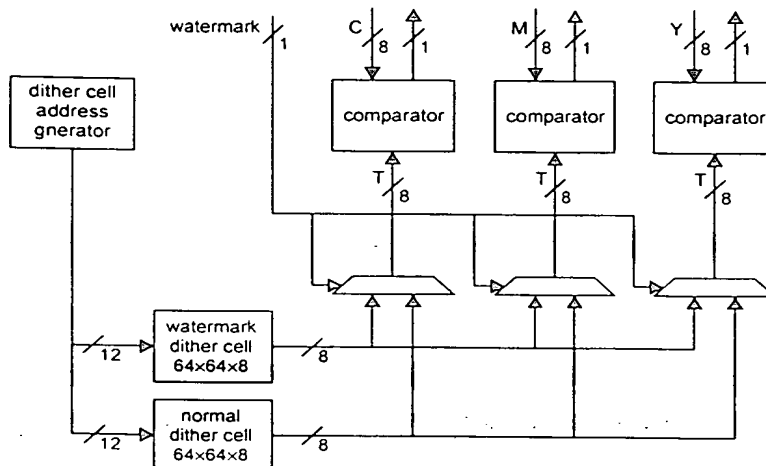 watermark 1 C 8 1 M 8 1 Y 8 1
dither cell
address
gnerator
comparator
comparator
comparator
T 8
T 8
T 8
12
watermark
dither cell
64×64×8
8
12
normal
dither cell
64×64×8
8